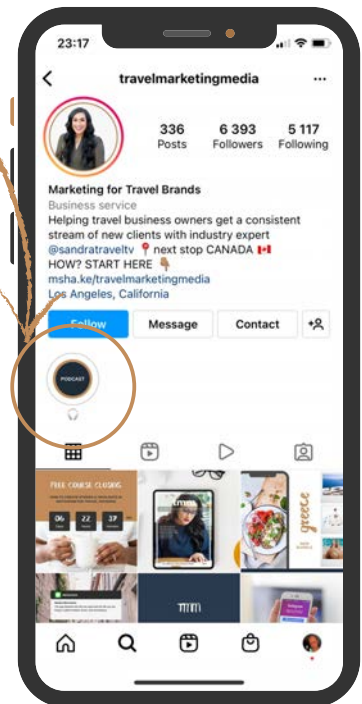 23:17
travelmarketingmedia
336
6 393
5 117
Posts
Followers
Following
Marketing for Travel Brands
Business service
Helping travel business owners get a consistent
stream of new clients with industry expert
@sandratraveltv 📍 next stop CANADA 🇨🇦
HOW? START HERE 👇🏽
msha.ke/travelmarketingmedia
Los Angeles, California
Follow
Message
Contact
PODCAST
FREE COURSE CLOSING
06
22
37
tmm
greece
tmm